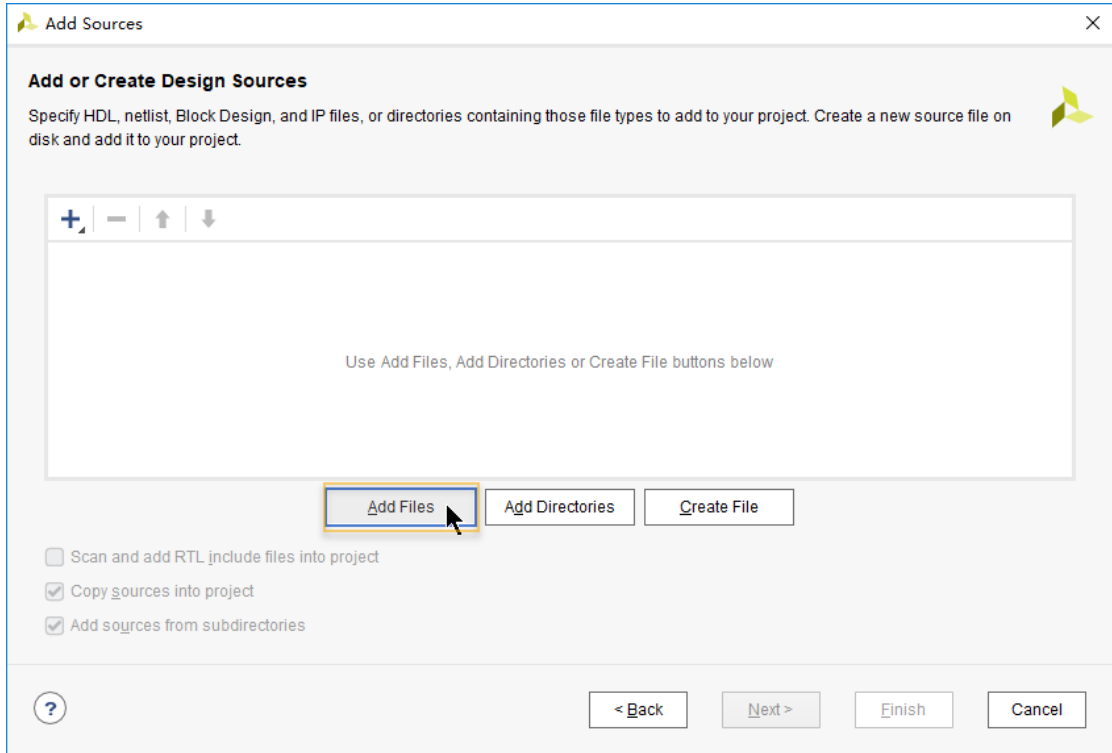 Add Sources
Add or Create Design Sources
Specify HDL, netlist, Block Design, and IP files, or directories containing those file types to add to your project. Create a new source file on
disk and add it to your project.
Use Add Files, Add Directories or Create File buttons below
Add Files
Add Directories
Create File
Scan and add RTL include files into project
Copy sources into project
Add sources from subdirectories
?
< Back
Next >
Finish
Cancel